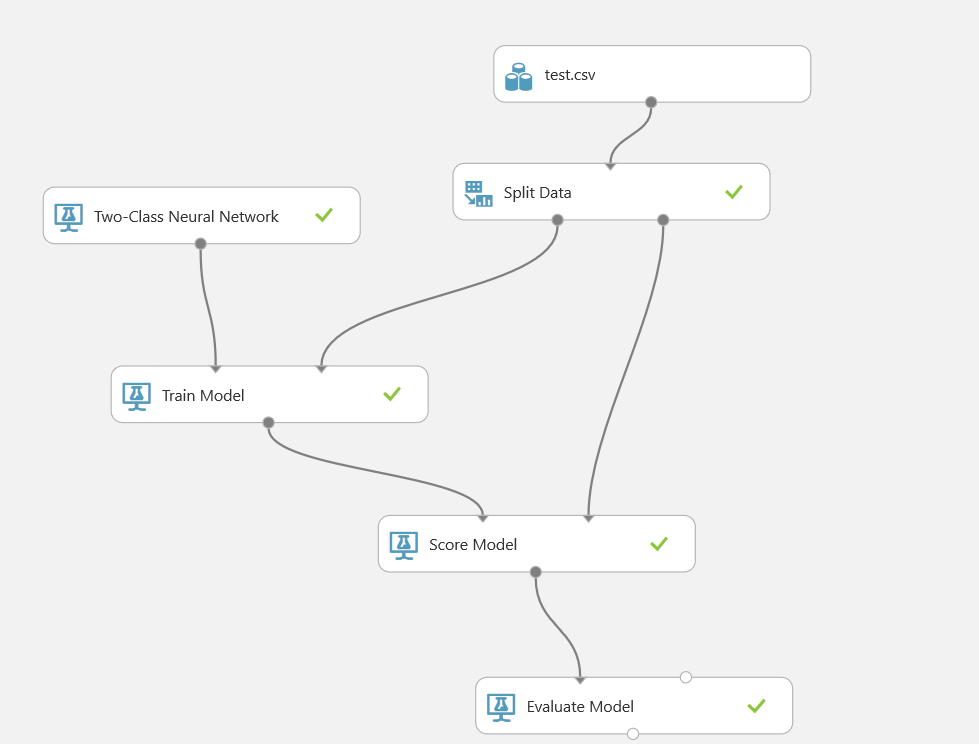 test.csv
Split Data
Two-Class Neural Network
Train Model
Score Model
Evaluate Model